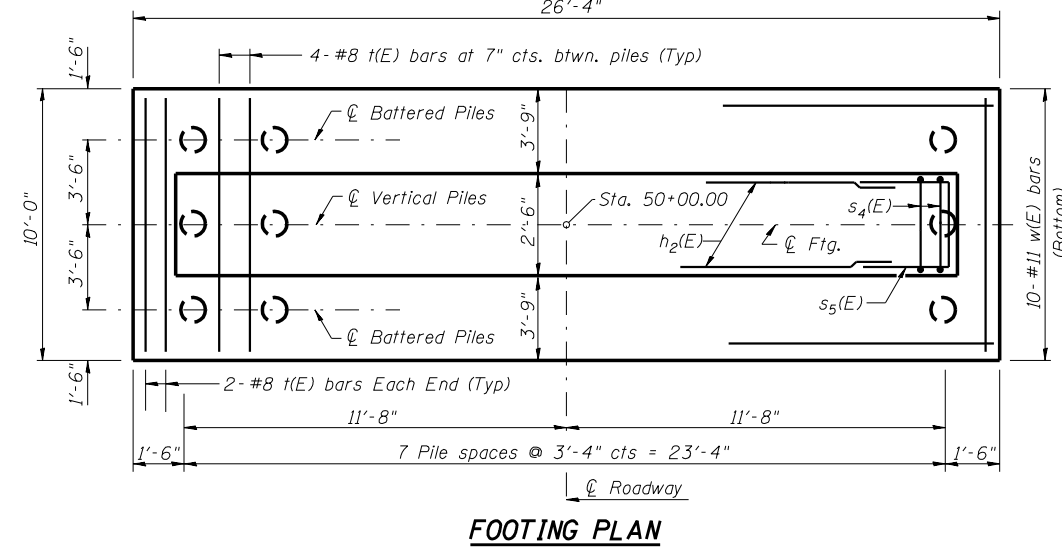 26'-4"
1'-6"
4- #8 t(E) bars at 7" cts. btwn. piles (Typ)
℄ Battered Piles
3'-9"
3'-6"
℄ Vertical Piles
Sta. 50+00.00
s4(E)
10'-0"
2'-6"
h2(E)
℄ Ftg.
10- #11 w(E) bars
(Bottom)
3'-6"
s5(E)
3'-9"
℄ Battered Piles
1'-6"
2- #8 t(E) bars Each End (Typ)
11'-8"
11'-8"
1'-6"
7 Pile spaces @ 3'-4" cts = 23'-4"
1'-6"
℄ Roadway
FOOTING PLAN